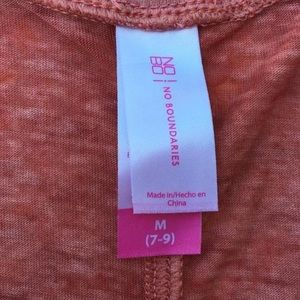 NO
BO
NO BOUNDARIES
Made in/Hecho en
China
M
(7-9)